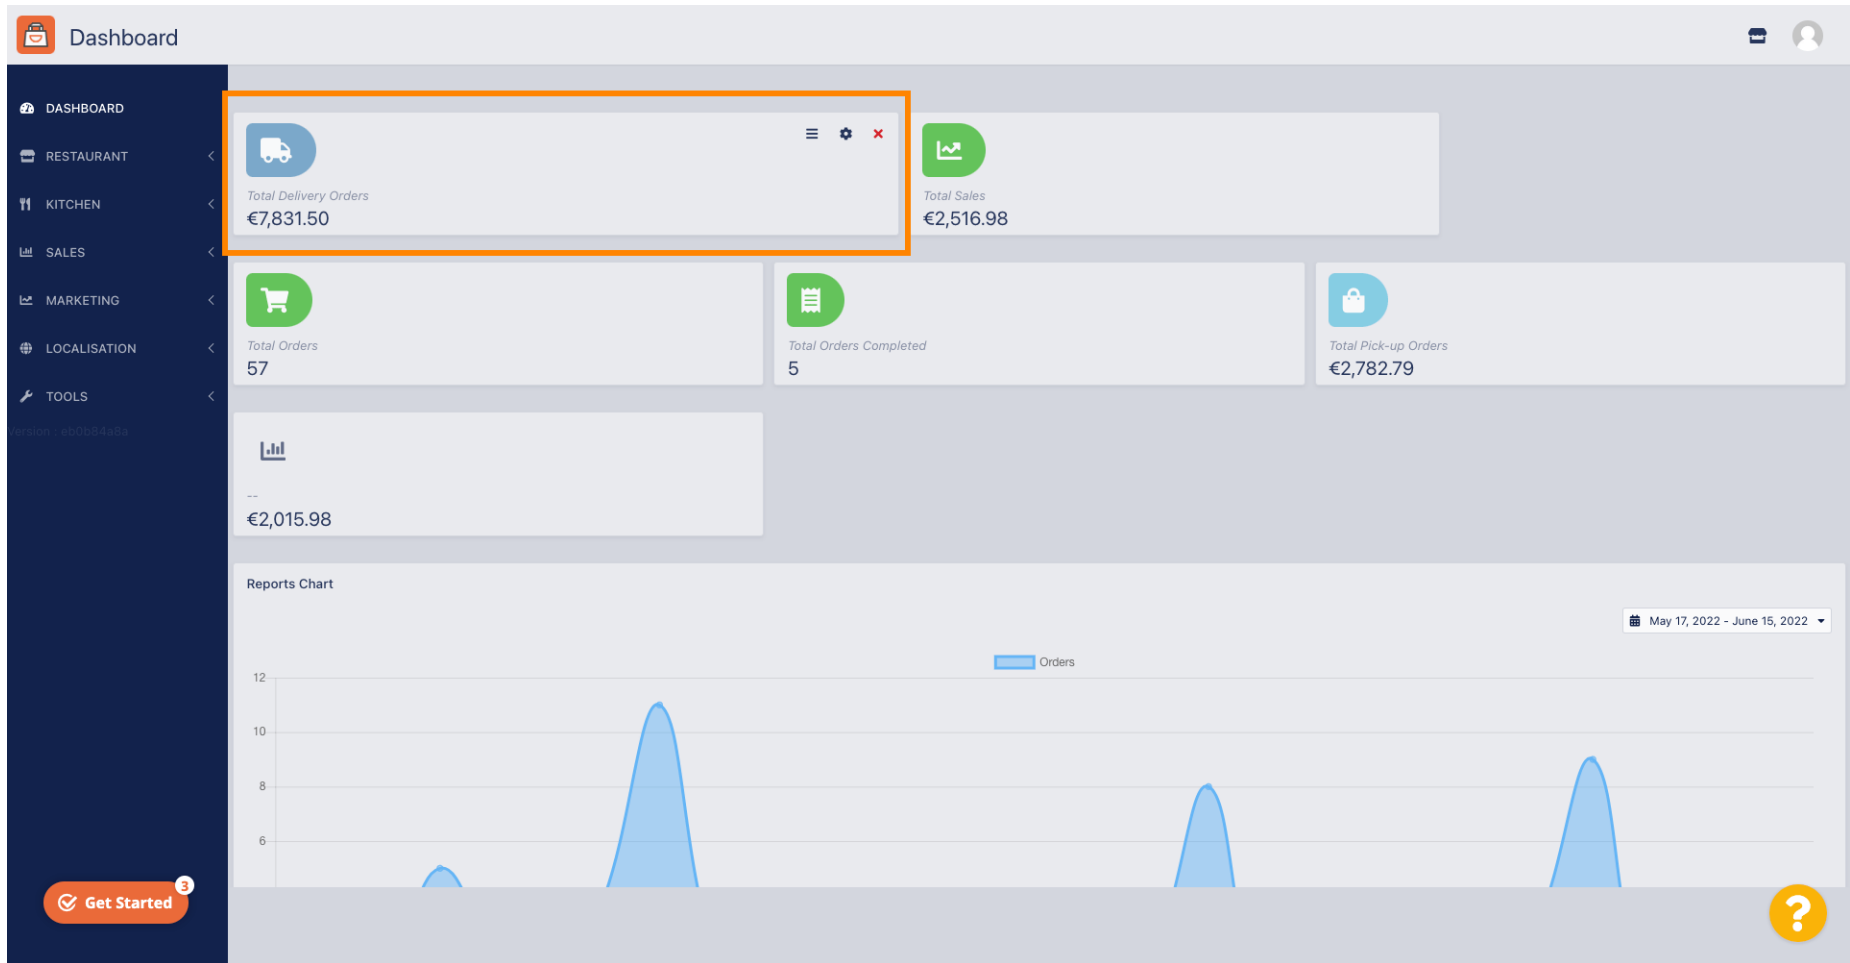 Dashboard
DASHBOARD
RESTAURANT
KITCHEN
SALES
MARKETING
LOCALISATION
TOOLS
Version : eb0b84a8a
Total Delivery Orders
€7,831.50
Total Sales
€2,516.98
Total Orders
57
Total Orders Completed
5
Total Pick-up Orders
€2,782.79
--
€2,015.98
Reports Chart
May 17, 2022 - June 15, 2022
Orders
12
10
8
6
3
Get Started
?